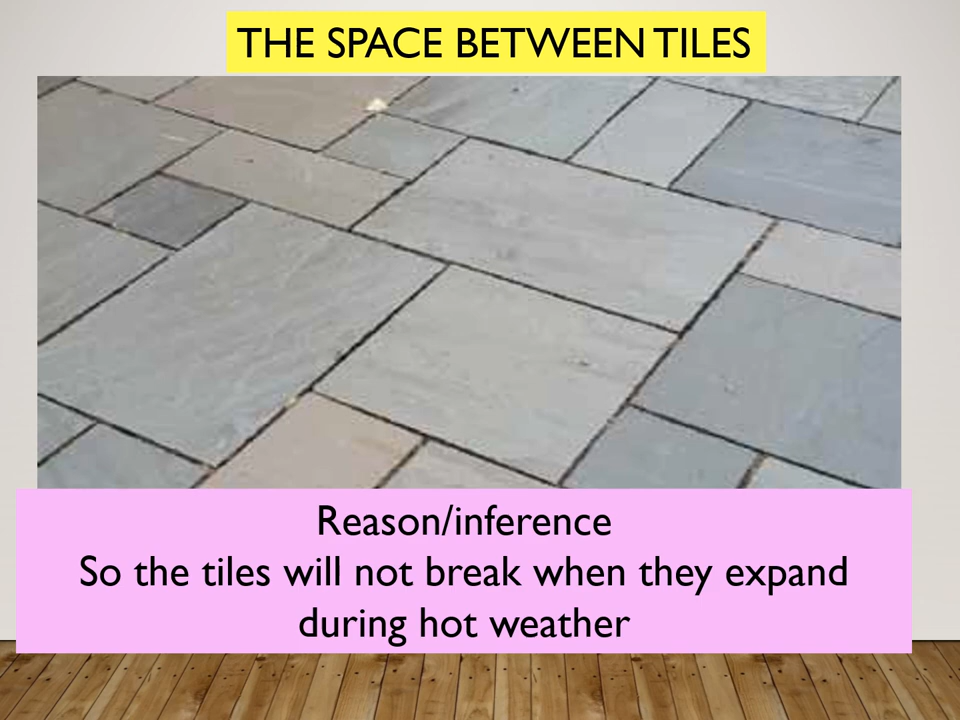 THE SPACE BETWEEN TILES
Reason/inference
So the tiles will not break when they expand
during hot weather